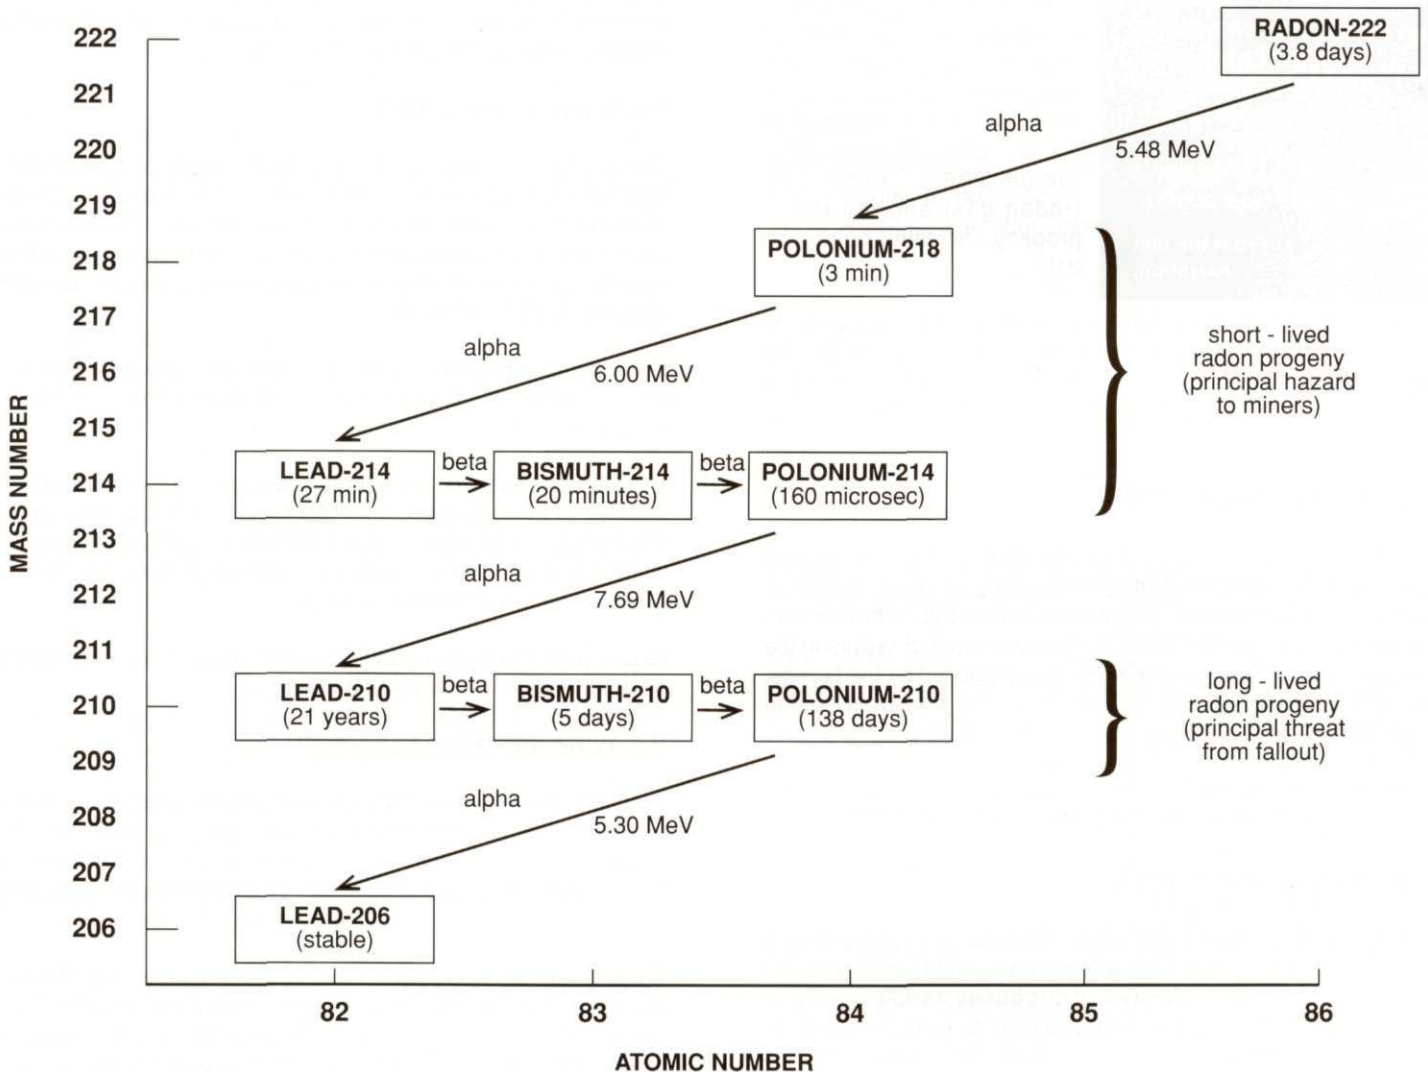 222
221
220
219
218
217
216
215
214
213
212
211
210
209
208
207
206
MASS NUMBER
RADON-222
(3.8 days)
alpha
5.48 MeV
POLONIUM-218
(3 min)
alpha
6.00 MeV
short - lived
radon progeny
(principal hazard
to miners)
LEAD-214
(27 min)
beta
BISMUTH-214
(20 minutes)
beta
POLONIUM-214
(160 microsec)
alpha
7.69 MeV
LEAD-210
(21 years)
beta
BISMUTH-210
(5 days)
beta
POLONIUM-210
(138 days)
long - lived
radon progeny
(principal threat
from fallout)
alpha
5.30 MeV
LEAD-206
(stable)
82 83 84 85 86
ATOMIC NUMBER